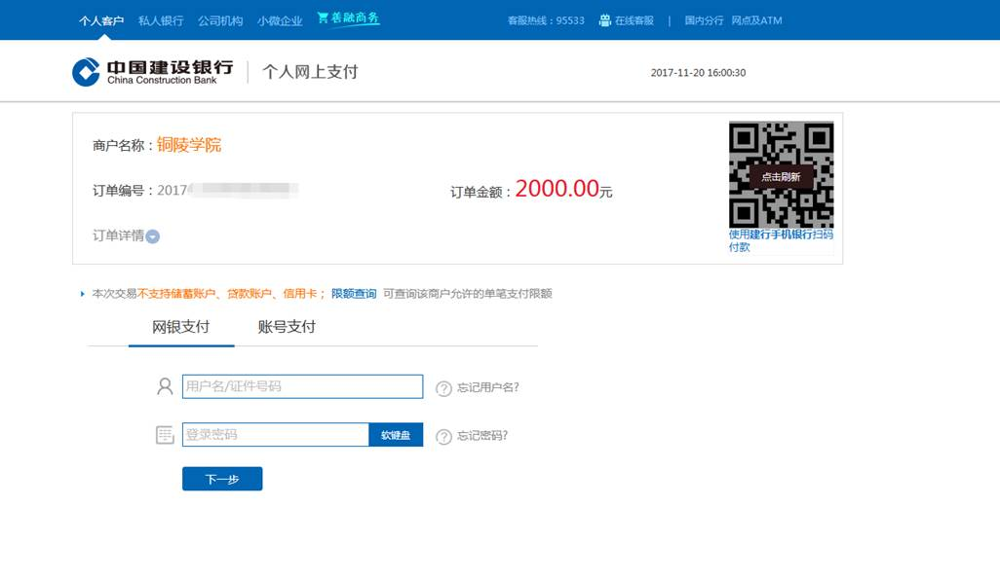 个人客户 私人银行 公司机构 小微企业 善融商务 客服热线：95533 在线客服 | 国内分行 网点及ATM
中国建设银行
China Construction Bank
个人网上支付
2017-11-20 16:00:30
商户名称：铜陵学院
点击刷新
订单编号：2017
订单金额：2000.00元
使用建行手机银行扫码
付款
订单详情
本次交易不支持储蓄账户、贷款账户、信用卡； 限额查询 可查询该商户允许的单笔支付限额
网银支付 账号支付
用户名/证件号码 ? 忘记用户名?
登录密码 软键盘 ? 忘记密码?
下一步